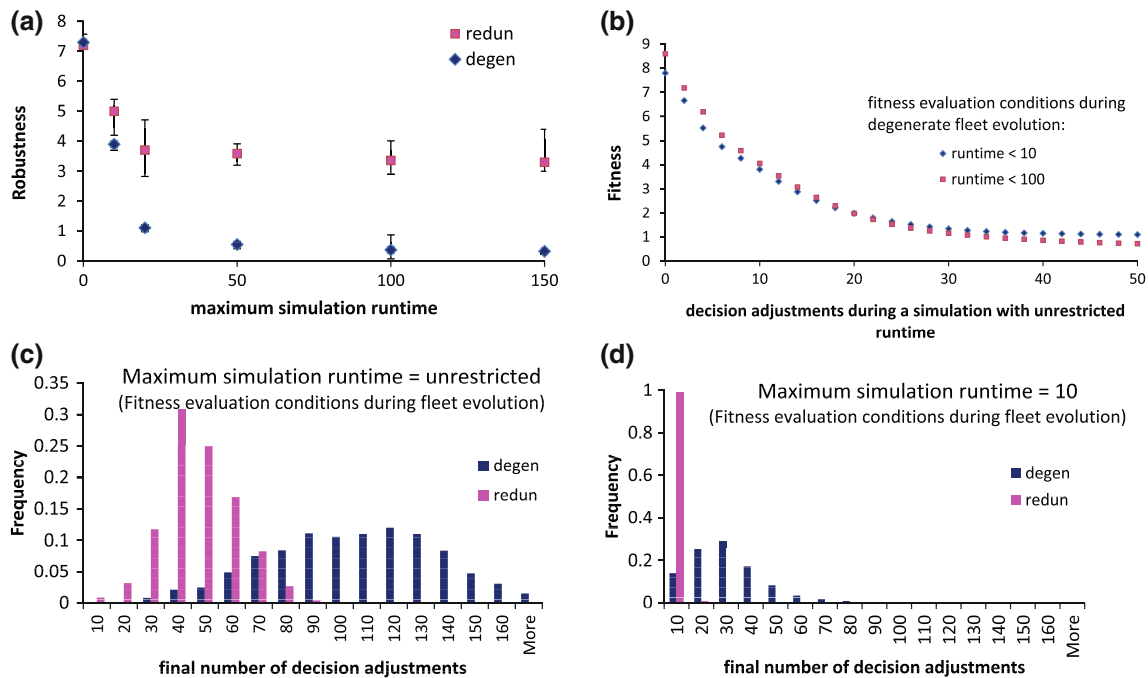 (a)
8
7
6
5
4
3
2
1
0
Robustness
redun
degen
0
50
100
150
maximum simulation runtime
(b)
9
8
7
6
5
4
3
2
1
0
Fitness
fitness evaluation conditions during
degenerate fleet evolution:
runtime < 10
runtime < 100
0
10
20
30
40
50
decision adjustments during a simulation with unrestricted
runtime
(c)
0.35
0.3
0.25
0.2
0.15
0.1
0.05
0
Frequency
Maximum simulation runtime = unrestricted
(Fitness evaluation conditions during fleet evolution)
degen
redun
10
20
30
40
50
60
70
80
90
100
110
120
130
140
150
160
More
final number of decision adjustments
(d)
1
0.8
0.6
0.4
0.2
0
Frequency
Maximum simulation runtime = 10
(Fitness evaluation conditions during fleet evolution)
degen
redun
10
20
30
40
50
60
70
80
90
100
110
120
130
140
150
160
More
final number of decision adjustments